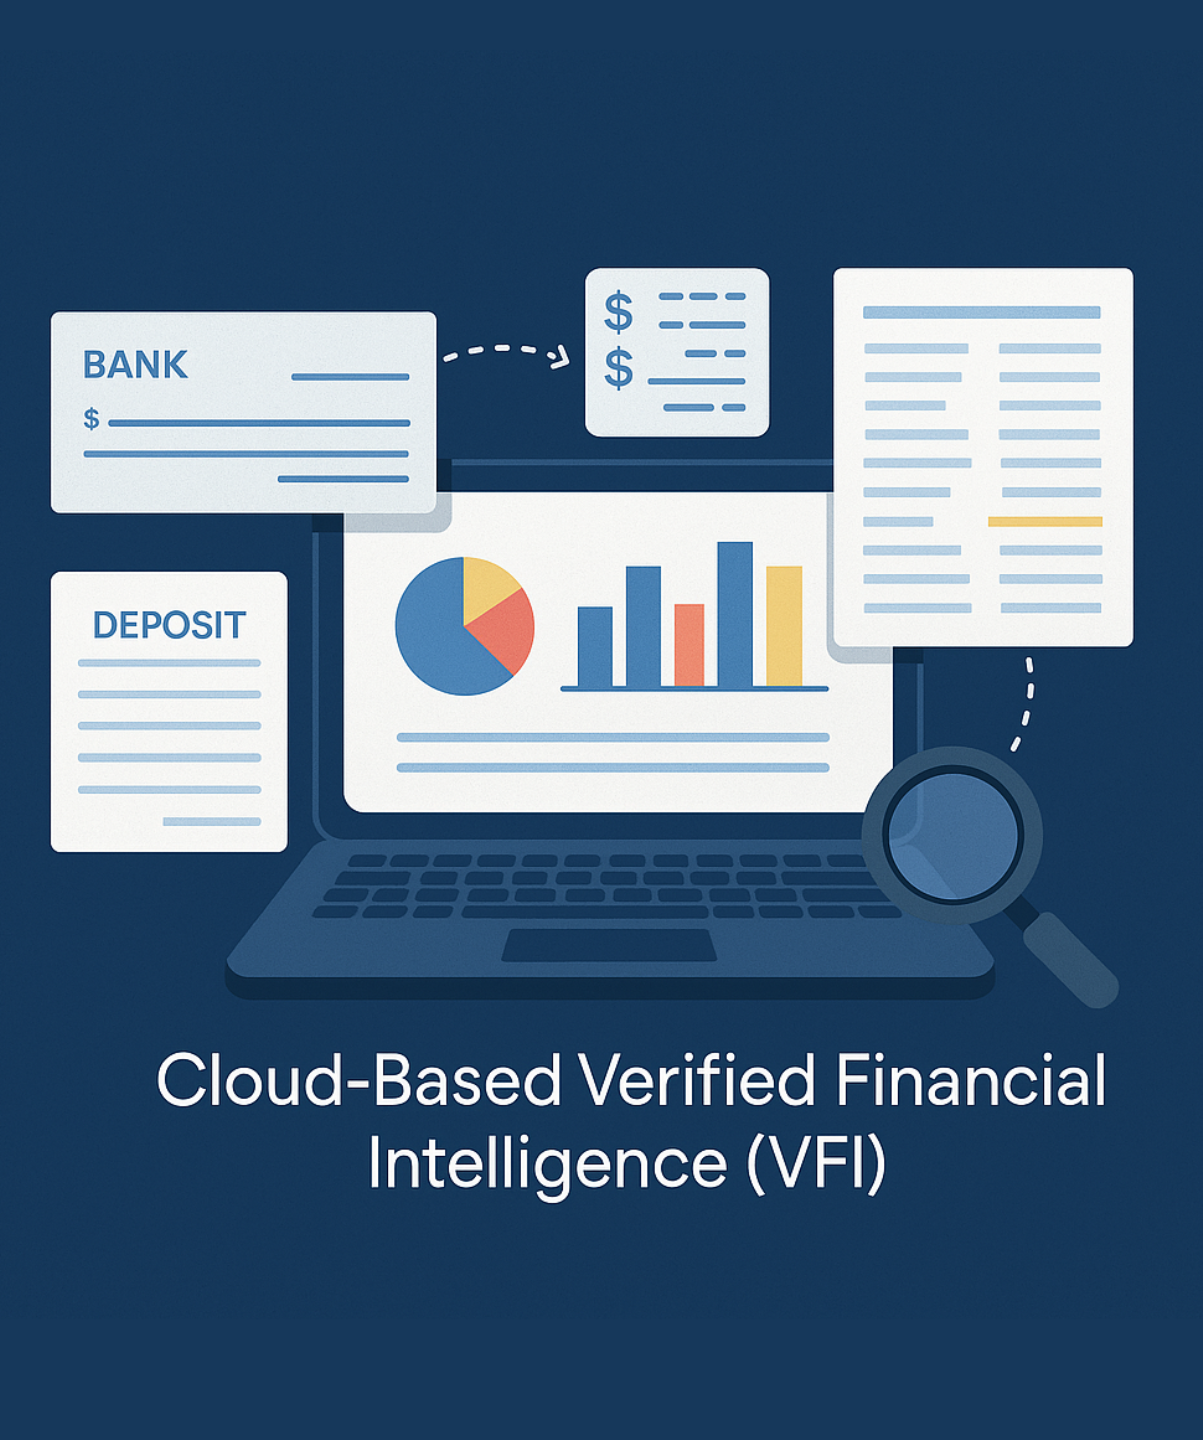 BANK
$
$
$
DEPOSIT
Cloud-Based Verified Financial
Intelligence (VFI)